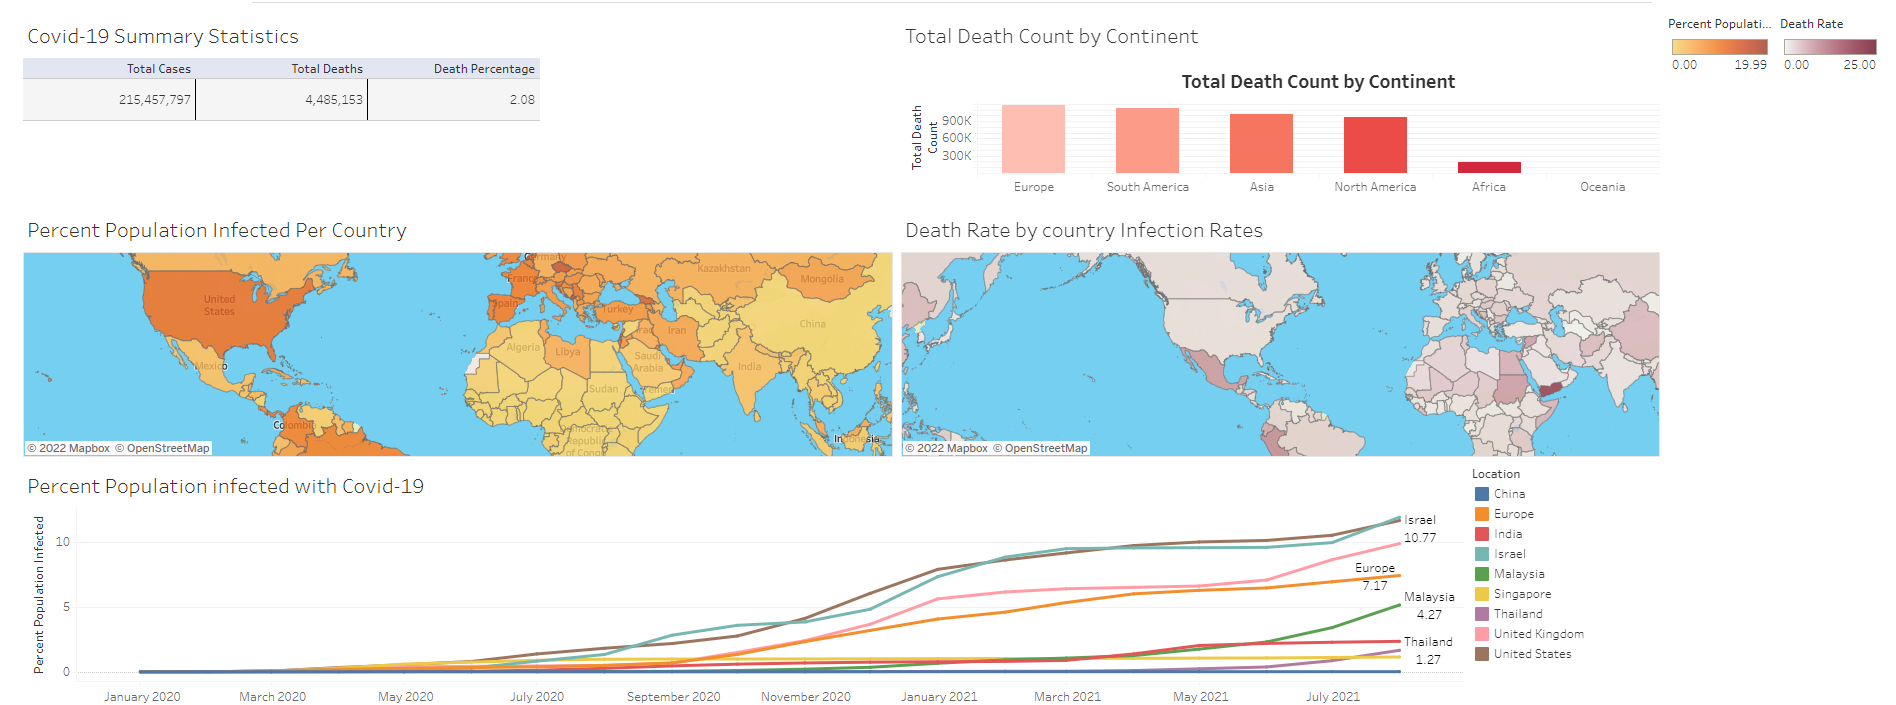 Covid-19 Summary Statistics
Total Cases Total Deaths Death Percentage
215,457,797 4,485,153 2.08
Total Death Count by Continent
Total Death Count by Continent
Total Death
Count
900K
600K
300K
Europe South America Asia North America Africa Oceania
Percent Populati... Death Rate
0.00 19.99 0.00 25.00
Percent Population Infected Per Country
Germany
France
Spain
Turkey
Kazakhstan
Mongolia
United
States
China
Iraq
Iran
Algeria
Libya
Saudi
Arabia
Mexico
India
Sudan
Yemen
Colombia
Democratic
Republic
of Congo
Indonesia
© 2022 Mapbox © OpenStreetMap
Death Rate by country Infection Rates
© 2022 Mapbox © OpenStreetMap
Percent Population infected with Covid-19
Percent Population Infected
10
5
0
Israel
10.77
Europe
7.17
Malaysia
4.27
Thailand
1.27
January 2020 March 2020 May 2020 July 2020 September 2020 November 2020 January 2021 March 2021 May 2021 July 2021
Location
China
Europe
India
Israel
Malaysia
Singapore
Thailand
United Kingdom
United States